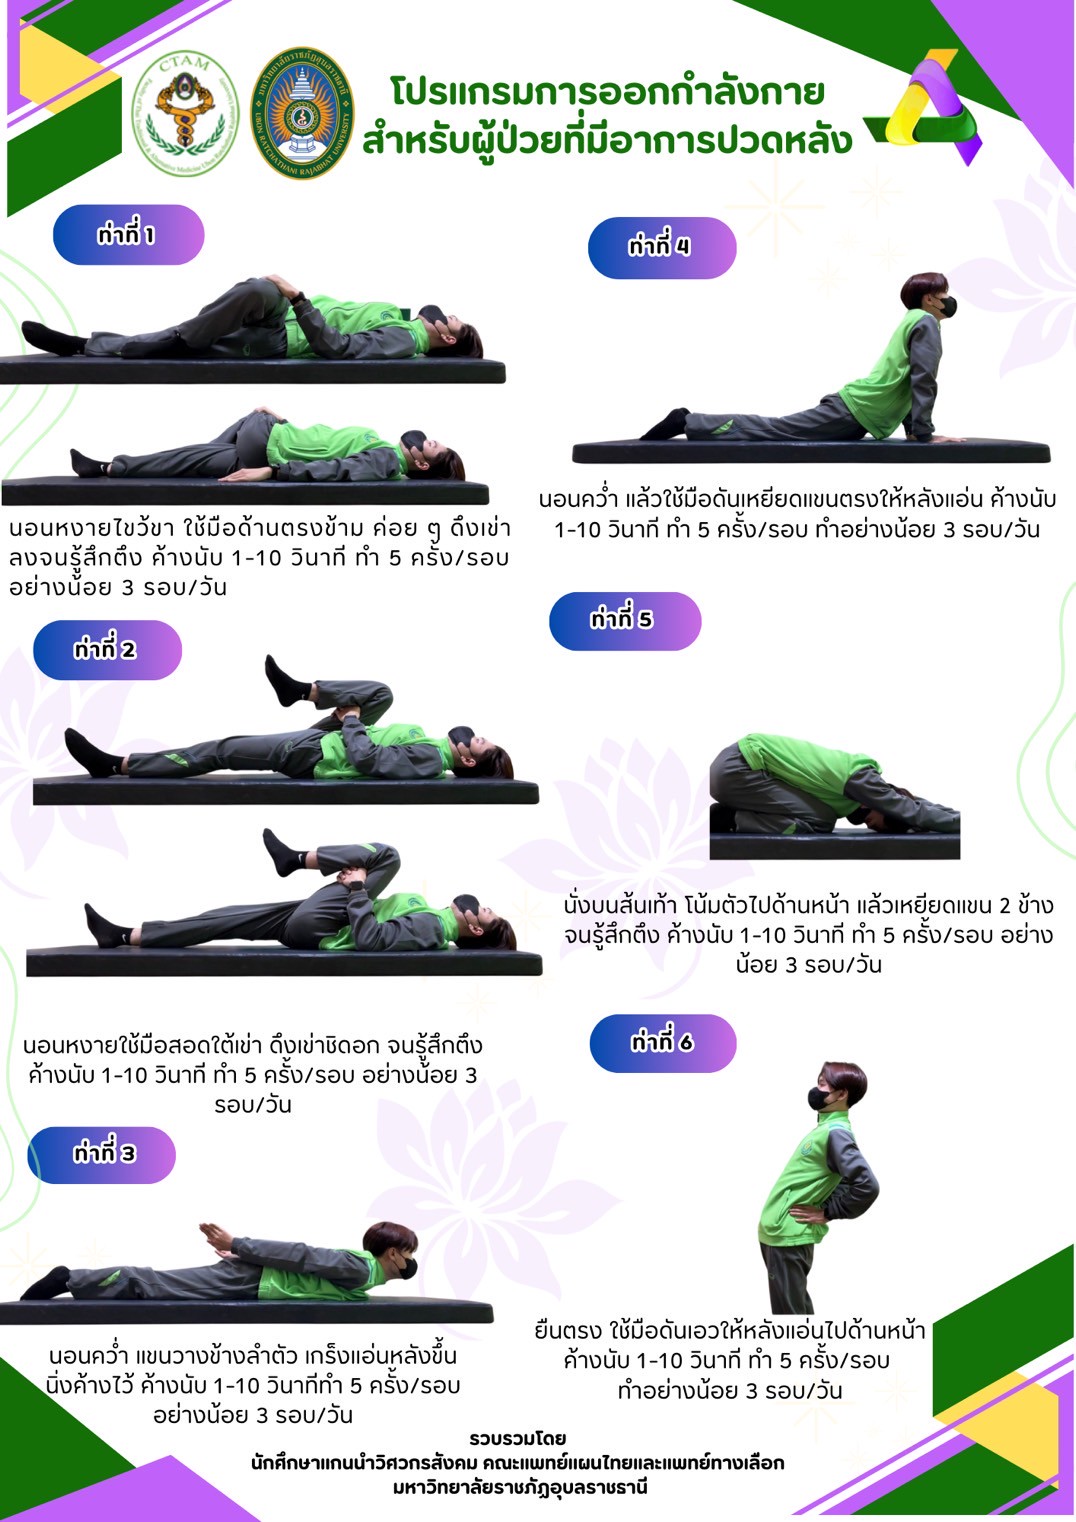 CTAM
มหาวิทยาลัยราชภัฏอุบลราชธานี
UBON RATCHATHANI RAJABHAT UNIVERSITY
โปรแกรมการออกกำลังกาย
สำหรับผู้ป่วยที่มีอาการปวดหลัง
ท่าที่ 1
นอนหงายไขว้ขา ใช้มือด้านตรงข้าม ค่อย ๆ ดึงเข่า
ลงจนรู้สึกตึง ค้างนับ 1-10 วินาที ทำ 5 ครั้ง/รอบ
อย่างน้อย 3 รอบ/วัน
ท่าที่ 2
นอนหงายใช้มือสอดใต้เข่า ดึงเข่าชิดอก จนรู้สึกตึง
ค้างนับ 1-10 วินาที ทำ 5 ครั้ง/รอบ อย่างน้อย 3
รอบ/วัน
ท่าที่ 3
นอนคว่ำ แขนวางข้างลำตัว เกร็งแอ่นหลังขึ้น
นิ่งค้างไว้ ค้างนับ 1-10 วินาทีทำ 5 ครั้ง/รอบ
อย่างน้อย 3 รอบ/วัน
ท่าที่ 4
นอนคว่ำ แล้วใช้มือดันเหยียดแขนตรงให้หลังแอ่น ค้างนับ
1-10 วินาที ทำ 5 ครั้ง/รอบ ทำอย่างน้อย 3 รอบ/วัน
ท่าที่ 5
นั่งบนส้นเท้า โน้มตัวไปด้านหน้า แล้วเหยียดแขน 2 ข้าง
จนรู้สึกตึง ค้างนับ 1-10 วินาที ทำ 5 ครั้ง/รอบ อย่าง
น้อย 3 รอบ/วัน
ท่าที่ 6
ยืนตรง ใช้มือดันเอวให้หลังแอ่นไปด้านหน้า
ค้างนับ 1-10 วินาที ทำ 5 ครั้ง/รอบ
ทำอย่างน้อย 3 รอบ/วัน
รวบรวมโดย
นักศึกษาแกนนำวิศวกรสังคม คณะแพทย์แผนไทยและแพทย์ทางเลือก
มหาวิทยาลัยราชภัฏอุบลราชธานี